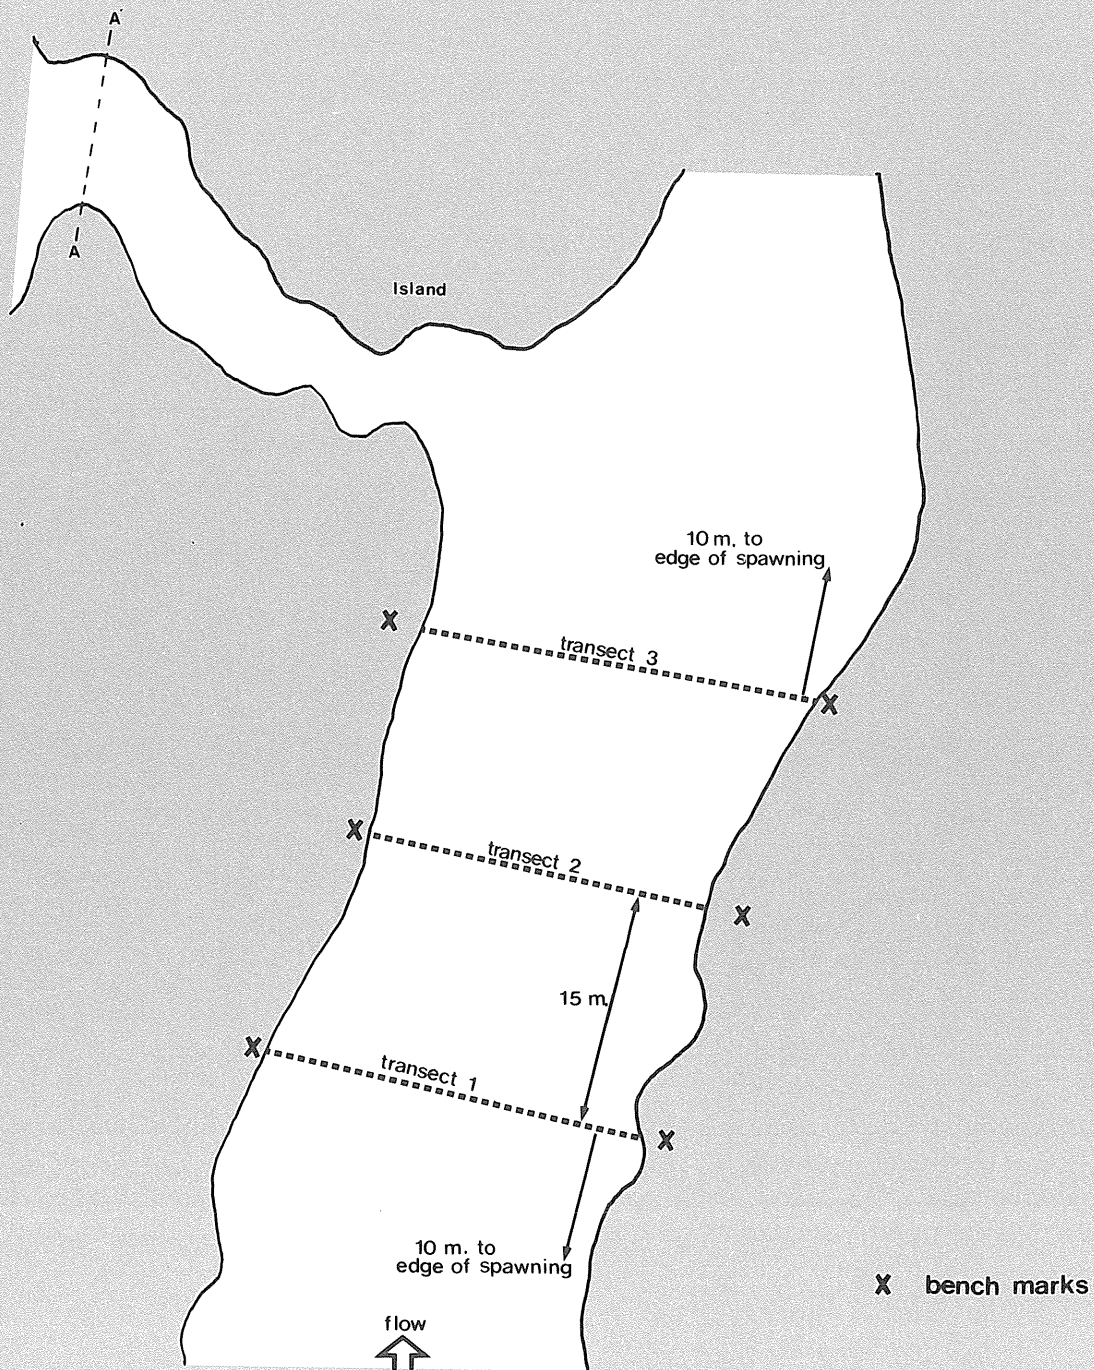 A'
A
Island
10 m. to
edge of spawning
transect 3
transect 2
15 m.
transect 1
10 m. to
edge of spawning
X bench marks
flow